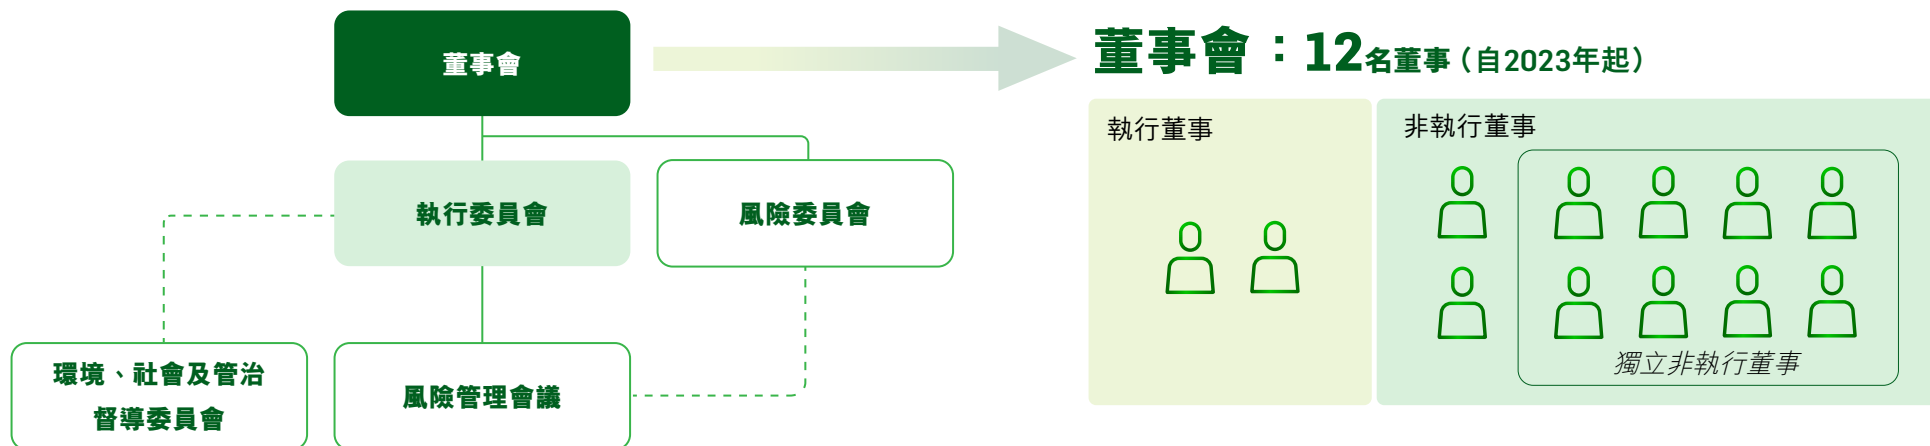 董事會
執行委員會
風險委員會
環境、社會及管治
督導委員會
風險管理會議
董事會：12名董事（自2023年起）
執行董事
非執行董事
獨立非執行董事